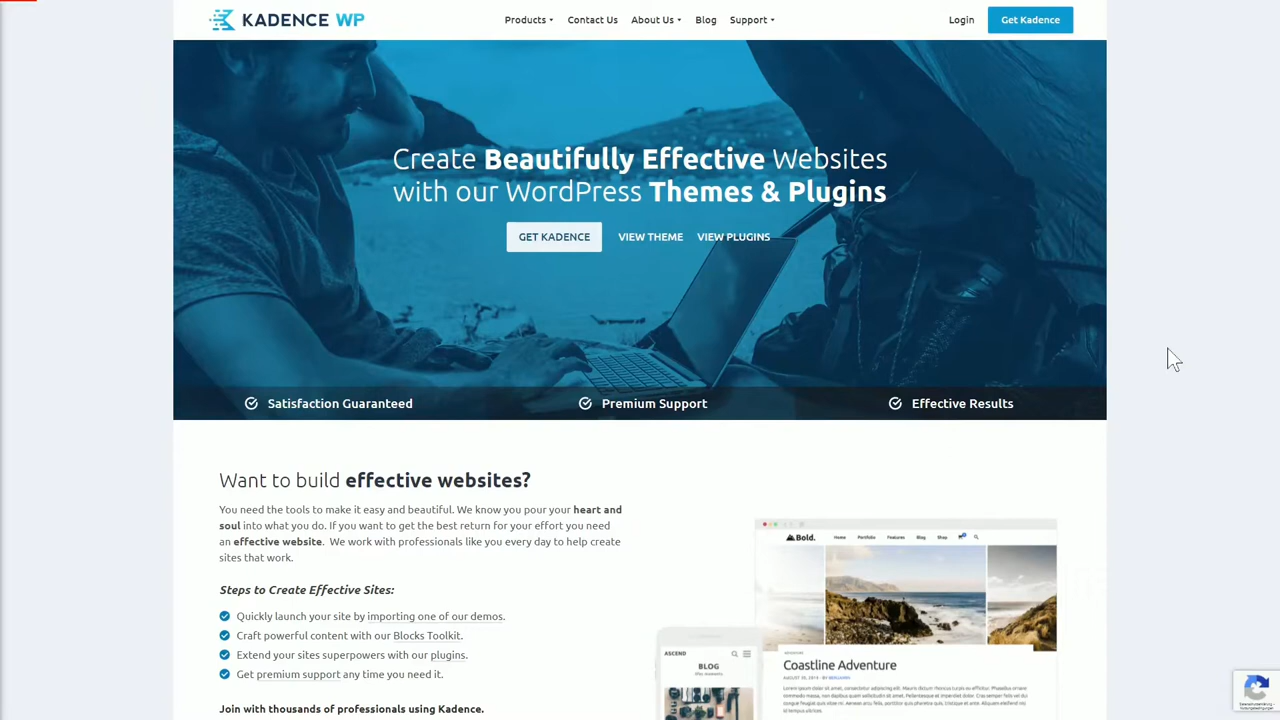 KADENCE WP
Products Contact Us About Us Blog Support
Login Get Kadence
Create Beautifully Effective Websites
with our WordPress Themes & Plugins
GET KADENCE VIEW THEME VIEW PLUGINS
Satisfaction Guaranteed Premium Support Effective Results
Want to build effective websites?
You need the tools to make it easy and beautiful. We know you pour your heart and
soul into what you do. If you want to get the best return for your effort you need
an effective website. We work with professionals like you every day to help create
sites that work.
Steps to Create Effective Sites:
Quickly launch your site by importing one of our demos.
Craft powerful content with our Blocks Toolkit.
Extend your sites superpowers with our plugins.
Get premium support any time you need it.
Join with thousands of professionals using Kadence.
Bold. Home Portfolio Features Blog Shop
ASCEND
BLOG
Coastline Adventure